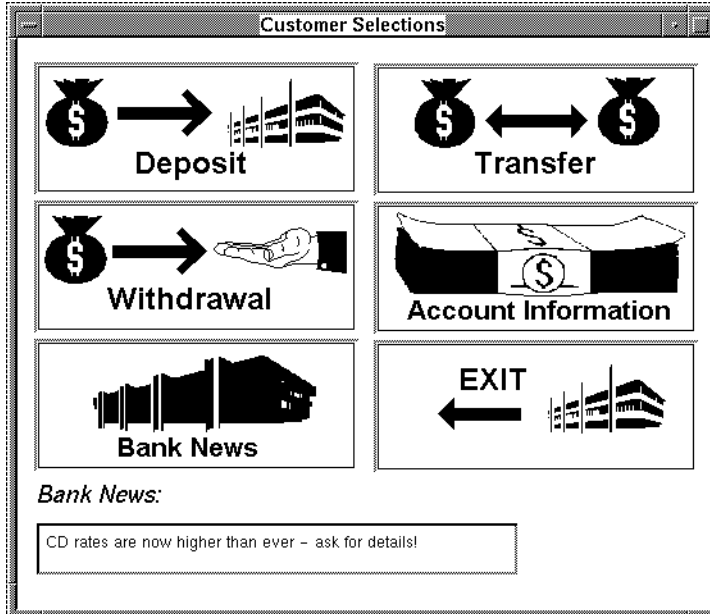 Customer Selections
$
Deposit
$ $
Transfer
$
Withdrawal
$
$
Account Information
Bank News
EXIT
Bank News:
CD rates are now higher than ever – ask for details!